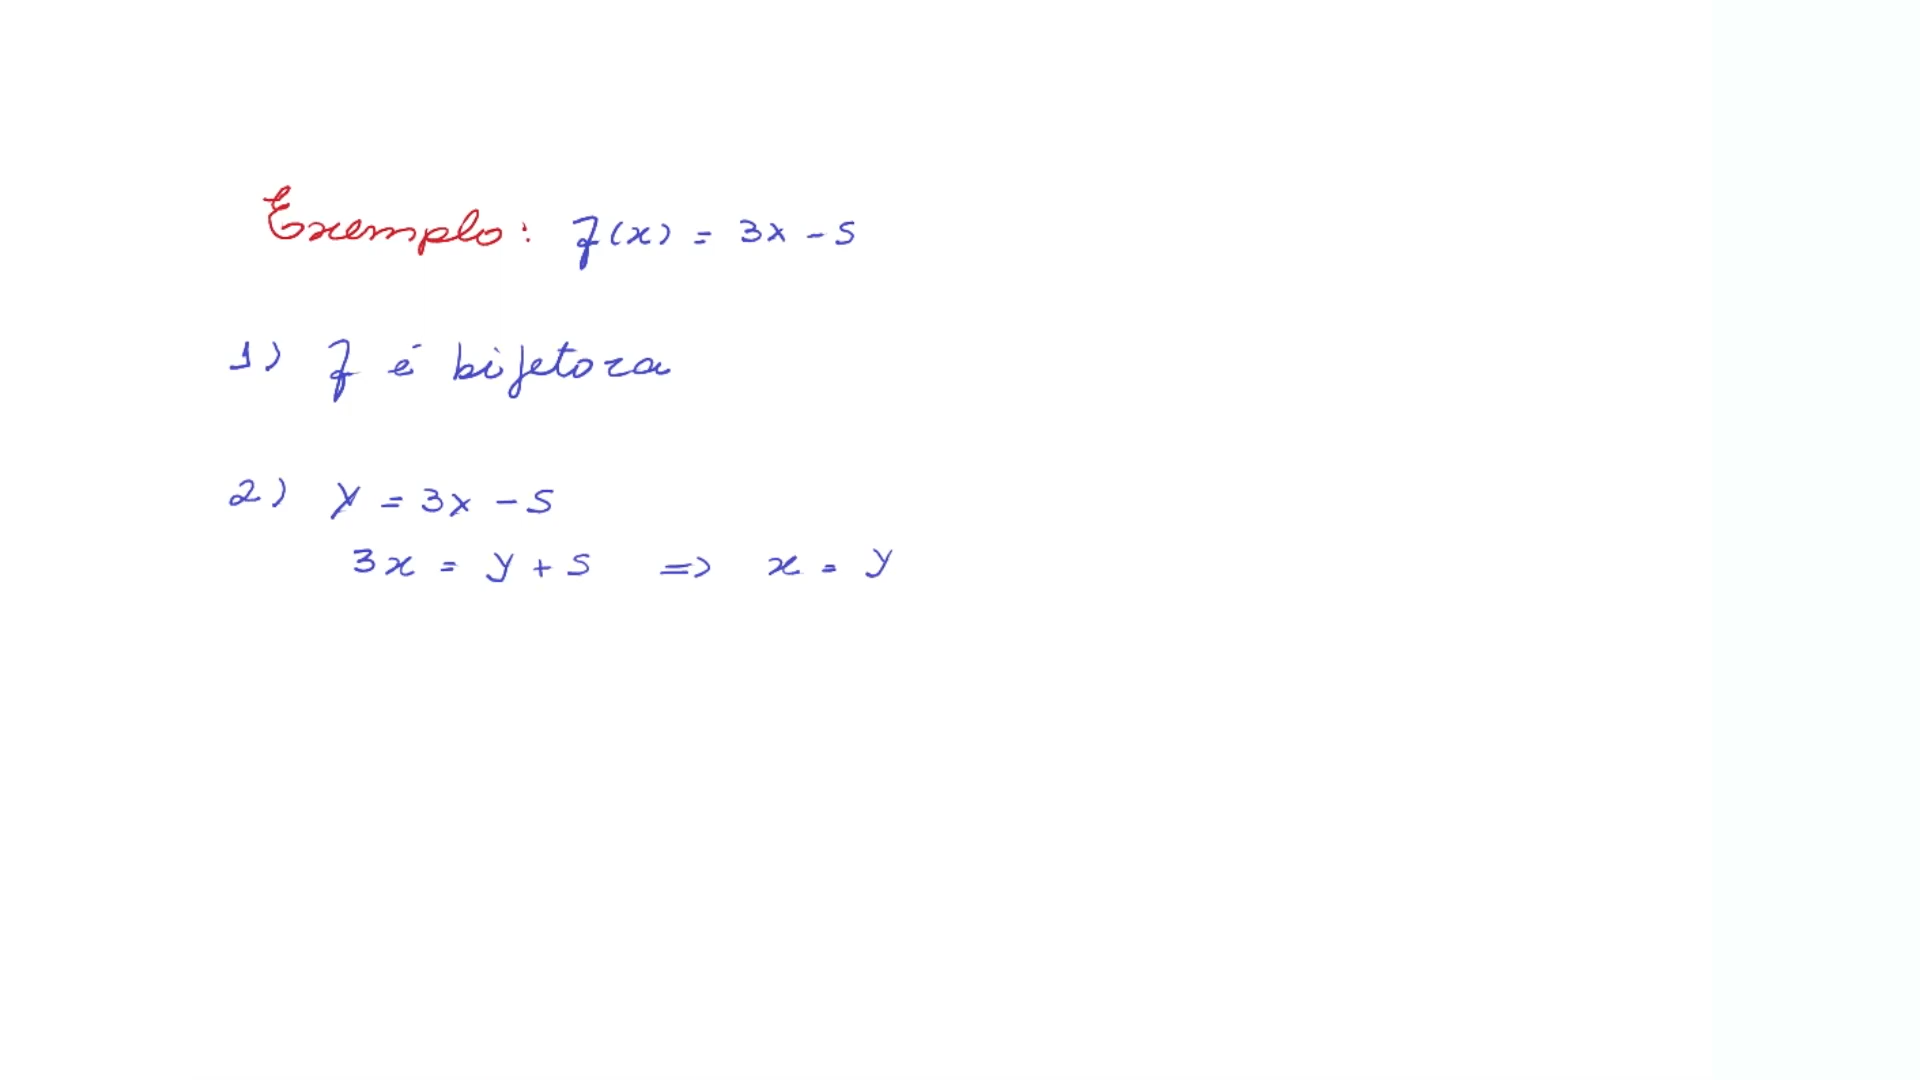 Exemplo: f(x) = 3x - 5
1) f é bijetora
2) y = 3x - 5
3x = y + 5 => x = y